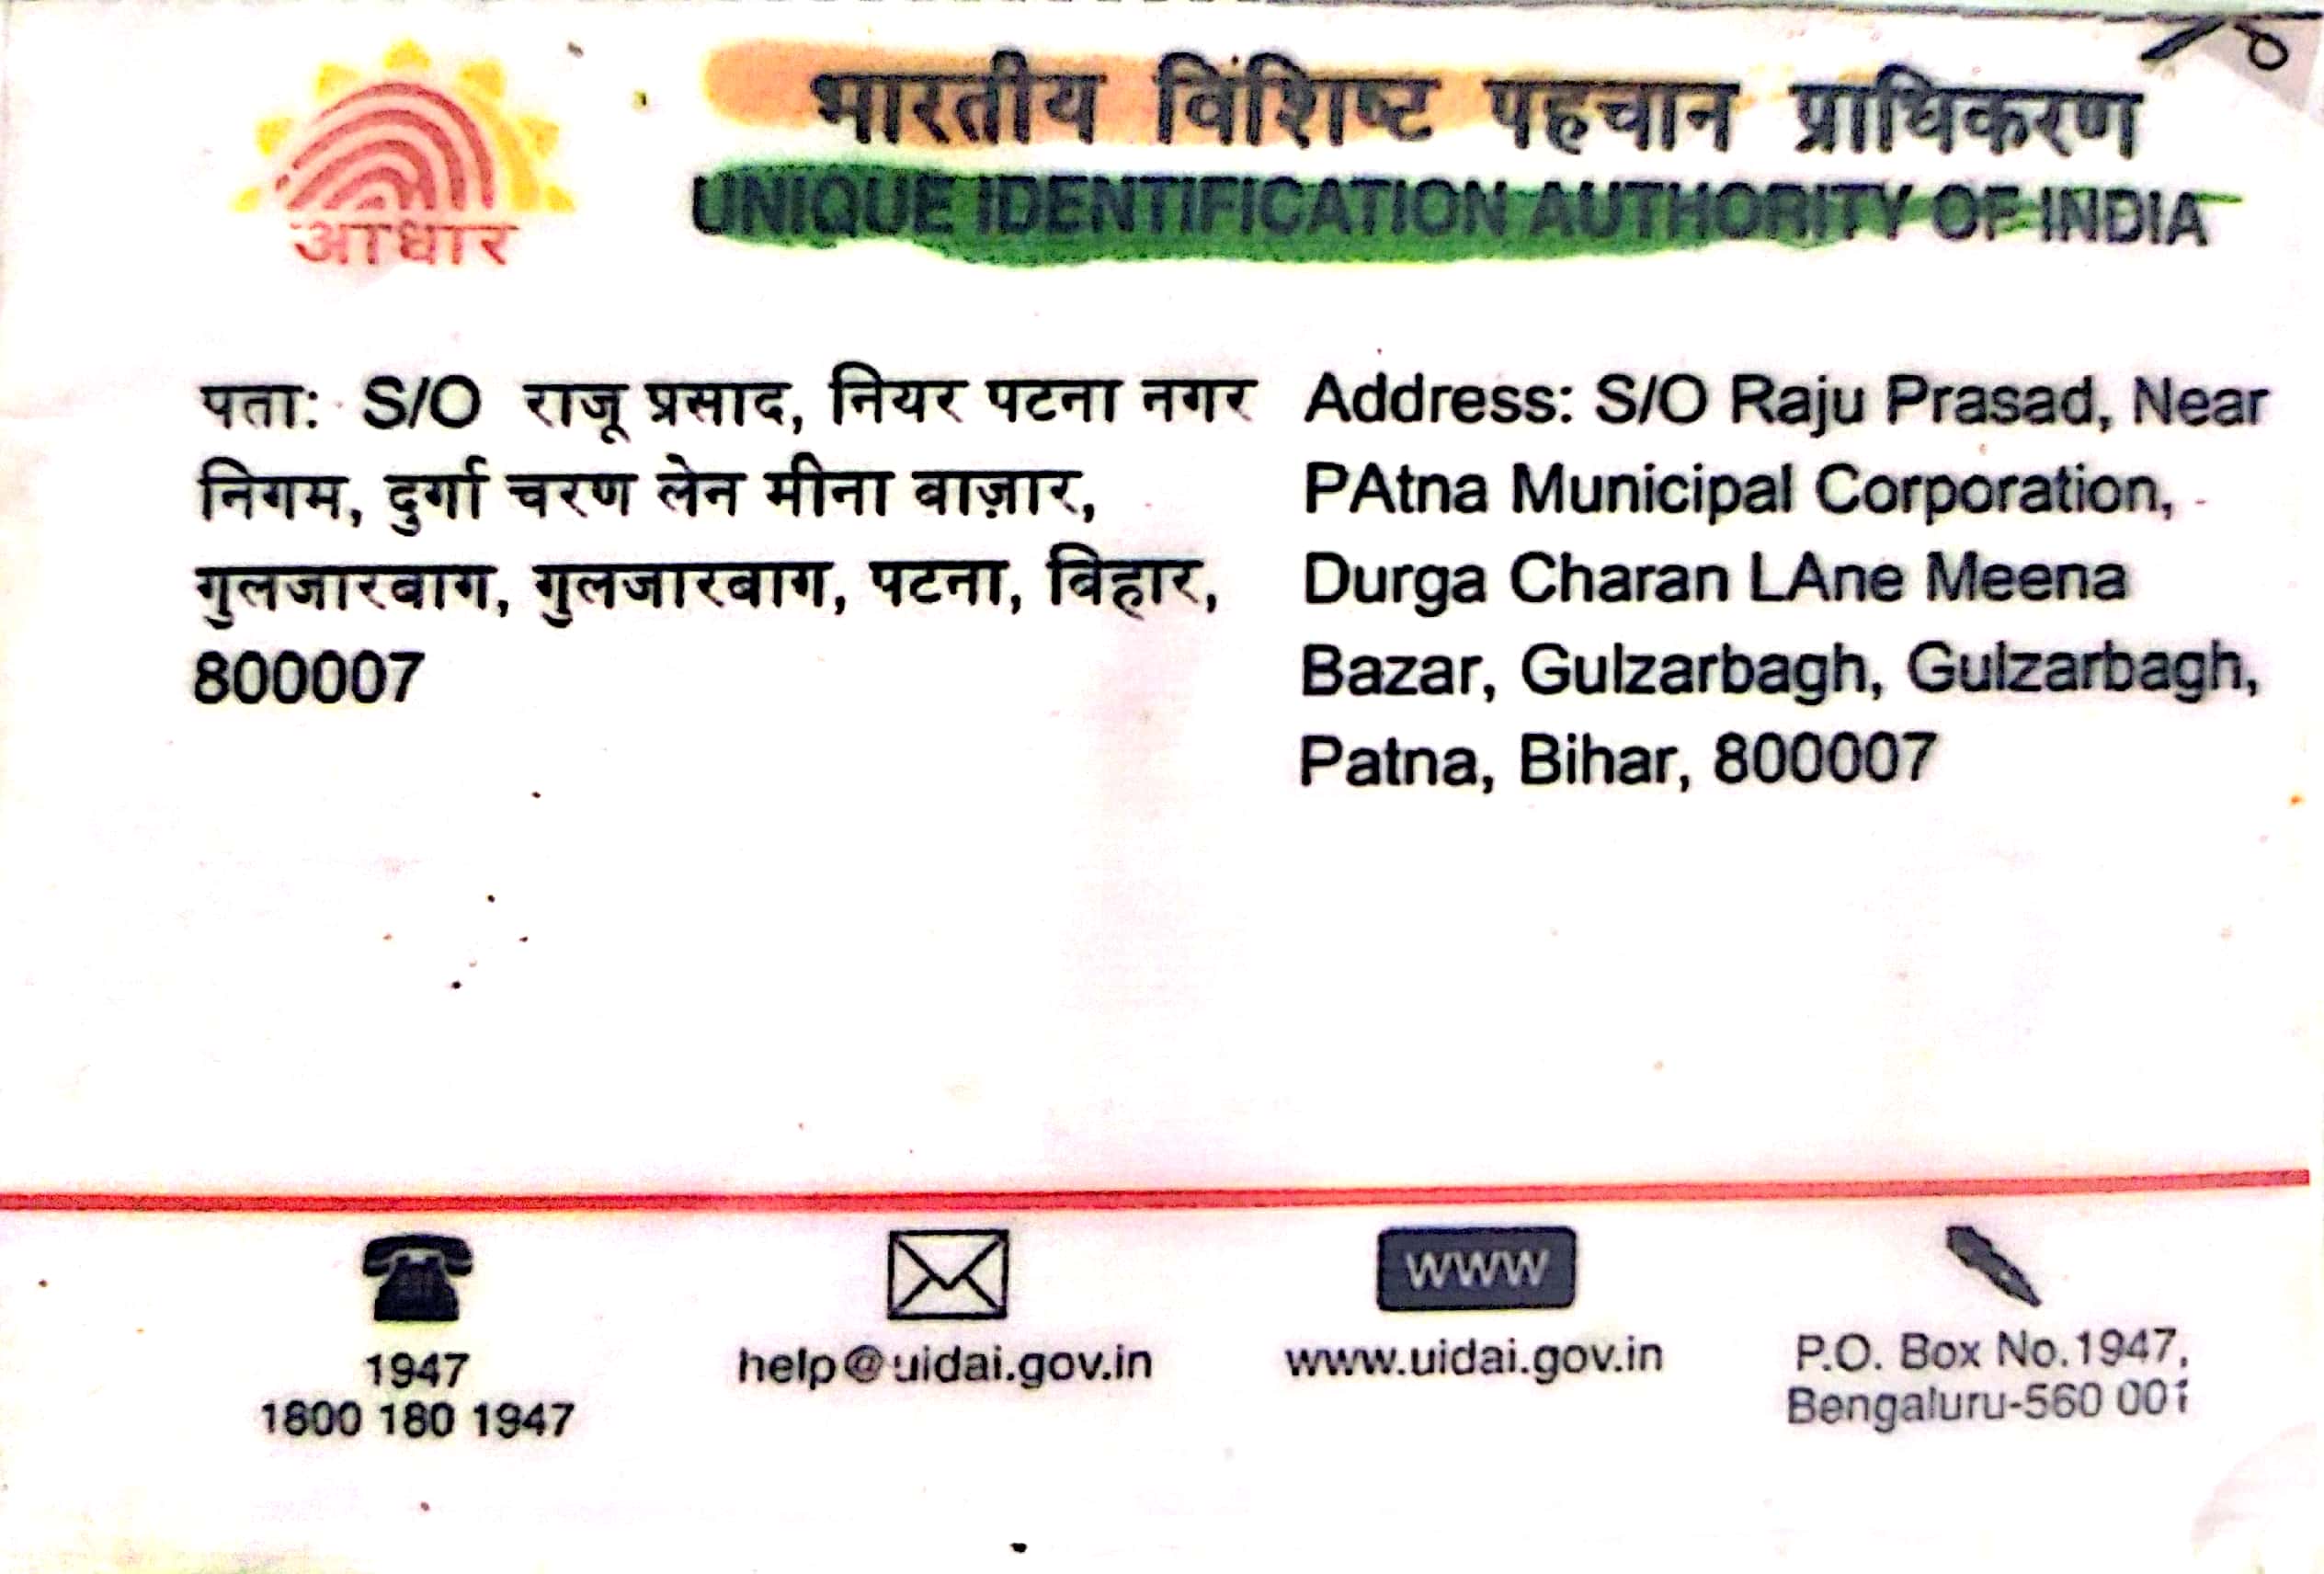 भारतीय विशिष्ट पहचान प्राधिकरण
UNIQUE IDENTIFICATION AUTHORITY OF INDIA
आधार
पता: S/O राजू प्रसाद, नियर पटना नगर
निगम, दुर्गा चरण लेन मीना बाज़ार,
गुलजारबाग, गुलजारबाग, पटना, बिहार,
800007
Address: S/O Raju Prasad, Near
PAtna Municipal Corporation,
Durga Charan LAne Meena
Bazar, Gulzarbagh, Gulzarbagh,
Patna, Bihar, 800007
1947
1800 180 1947
help@uidai.gov.in
www
www.uidai.gov.in
P.O. Box No.1947,
Bengaluru-560 001